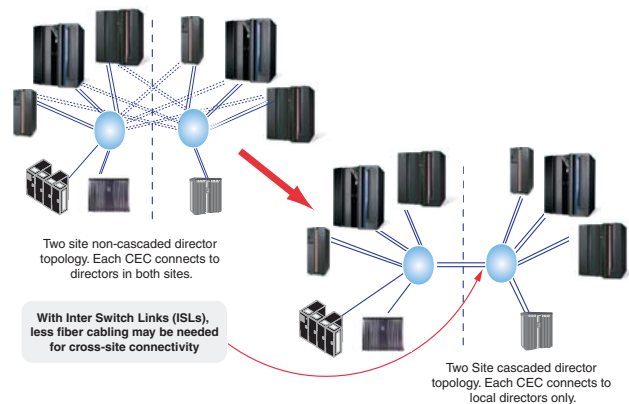 Two site non-cascaded director
topology. Each CEC connects to
directors in both sites.
With Inter Switch Links (ISLs),
less fiber cabling may be needed
for cross-site connectivity
Two Site cascaded director
topology. Each CEC connects to
local directors only.